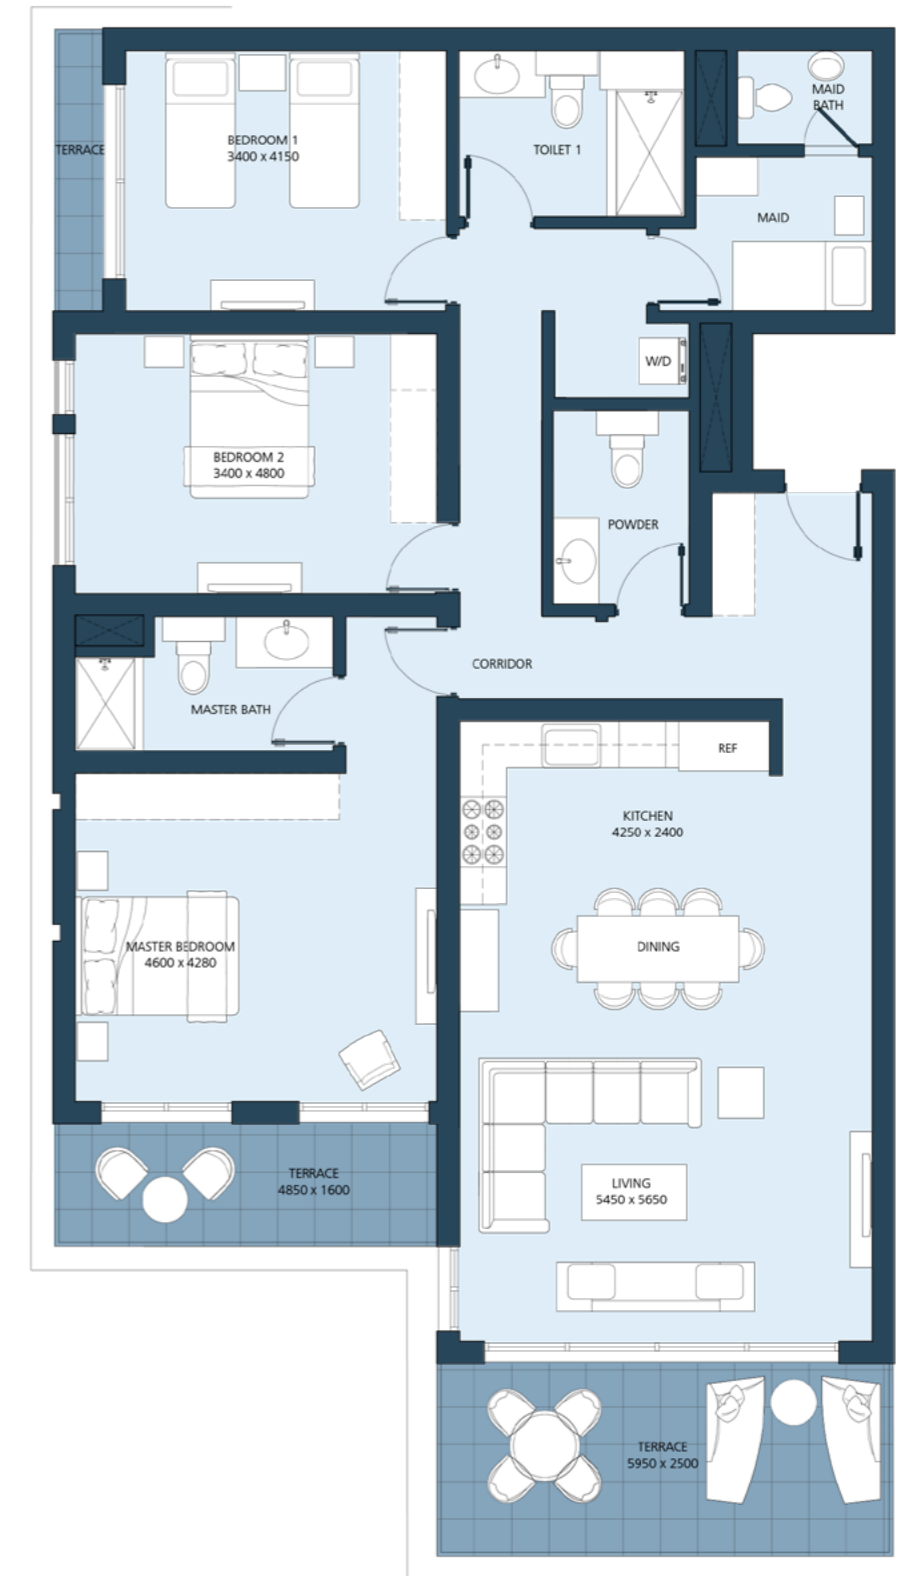 MAID
BATH
TERRACE
BEDROOM 1
3400 x 4150
TOILET 1
MAID
W/D
BEDROOM 2
3400 x 4800
POWDER
CORRIDOR
MASTER BATH
REF
KITCHEN
4250 x 2400
MASTER BEDROOM
4600 x 4280
DINING
TERRACE
4850 x 1600
LIVING
5450 x 5650
TERRACE
5950 x 2500